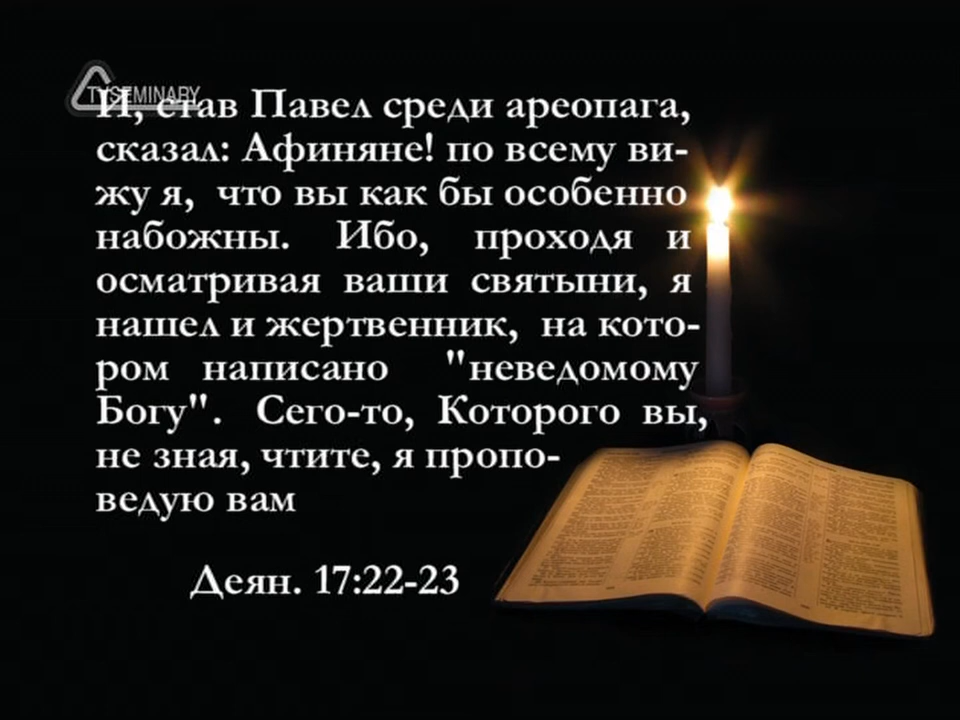 TVSEMINARY
И, став Павел среди ареопага,
сказал: Афиняне! по всему ви-
жу я, что вы как бы особенно
набожны. Ибо, проходя и
осматривая ваши святыни, я
нашел и жертвенник, на кото-
ром написано "неведомому
Богу". Сего-то, Которого вы,
не зная, чтите, я пропо-
ведую вам
Деян. 17:22-23